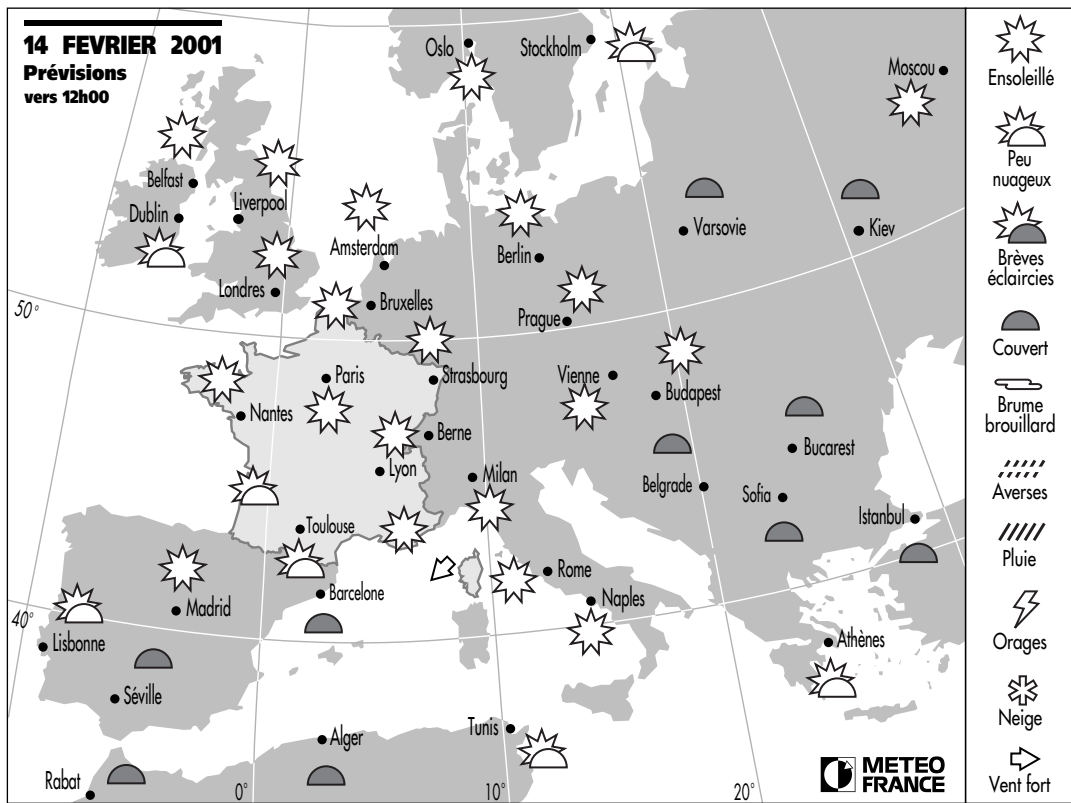 14 FEVRIER 2001
Prévisions
vers 12h00
Oslo
Stockholm
Moscou
Belfast
Dublin
Liverpool
Amsterdam
Berlin
Varsovie
Kiev
Londres
Bruxelles
Prague
50°
Paris
Strasbourg
Vienne
Budapest
Nantes
Berne
Bucarest
Lyon
Milan
Belgrade
Sofia
Istanbul
Toulouse
Rome
Barcelone
Naples
Madrid
40°
Lisbonne
Athènes
Séville
Alger
Tunis
Rabat
0°
10°
20°
METEO
FRANCE
Ensoleillé
Peu
nuageux
Brèves
éclaircies
Couvert
Brume
brouillard
Averses
Pluie
Orages
Neige
Vent fort